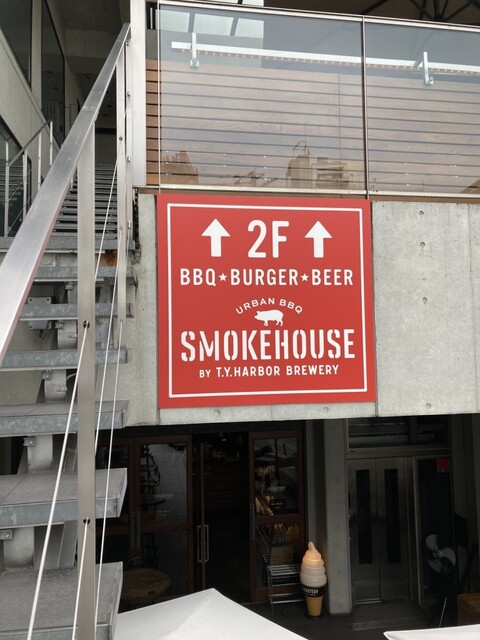 ↑ 2F ↑
BBQ★BURGER★BEER
URBAN BBQ
SMOKEHOUSE
BY T.Y.HARBOR BREWERY